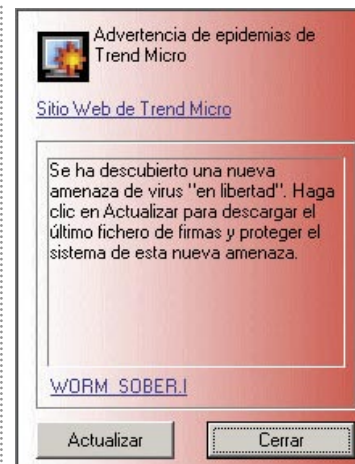 Advertencia de epidemias de
Trend Micro
Sitio Web de Trend Micro
Se ha descubierto una nueva
amenaza de virus "en libertad". Haga
clic en Actualizar para descargar el
último fichero de firmas y proteger el
sistema de esta nueva amenaza.
WORM_SOBER.I
Actualizar
Cerrar